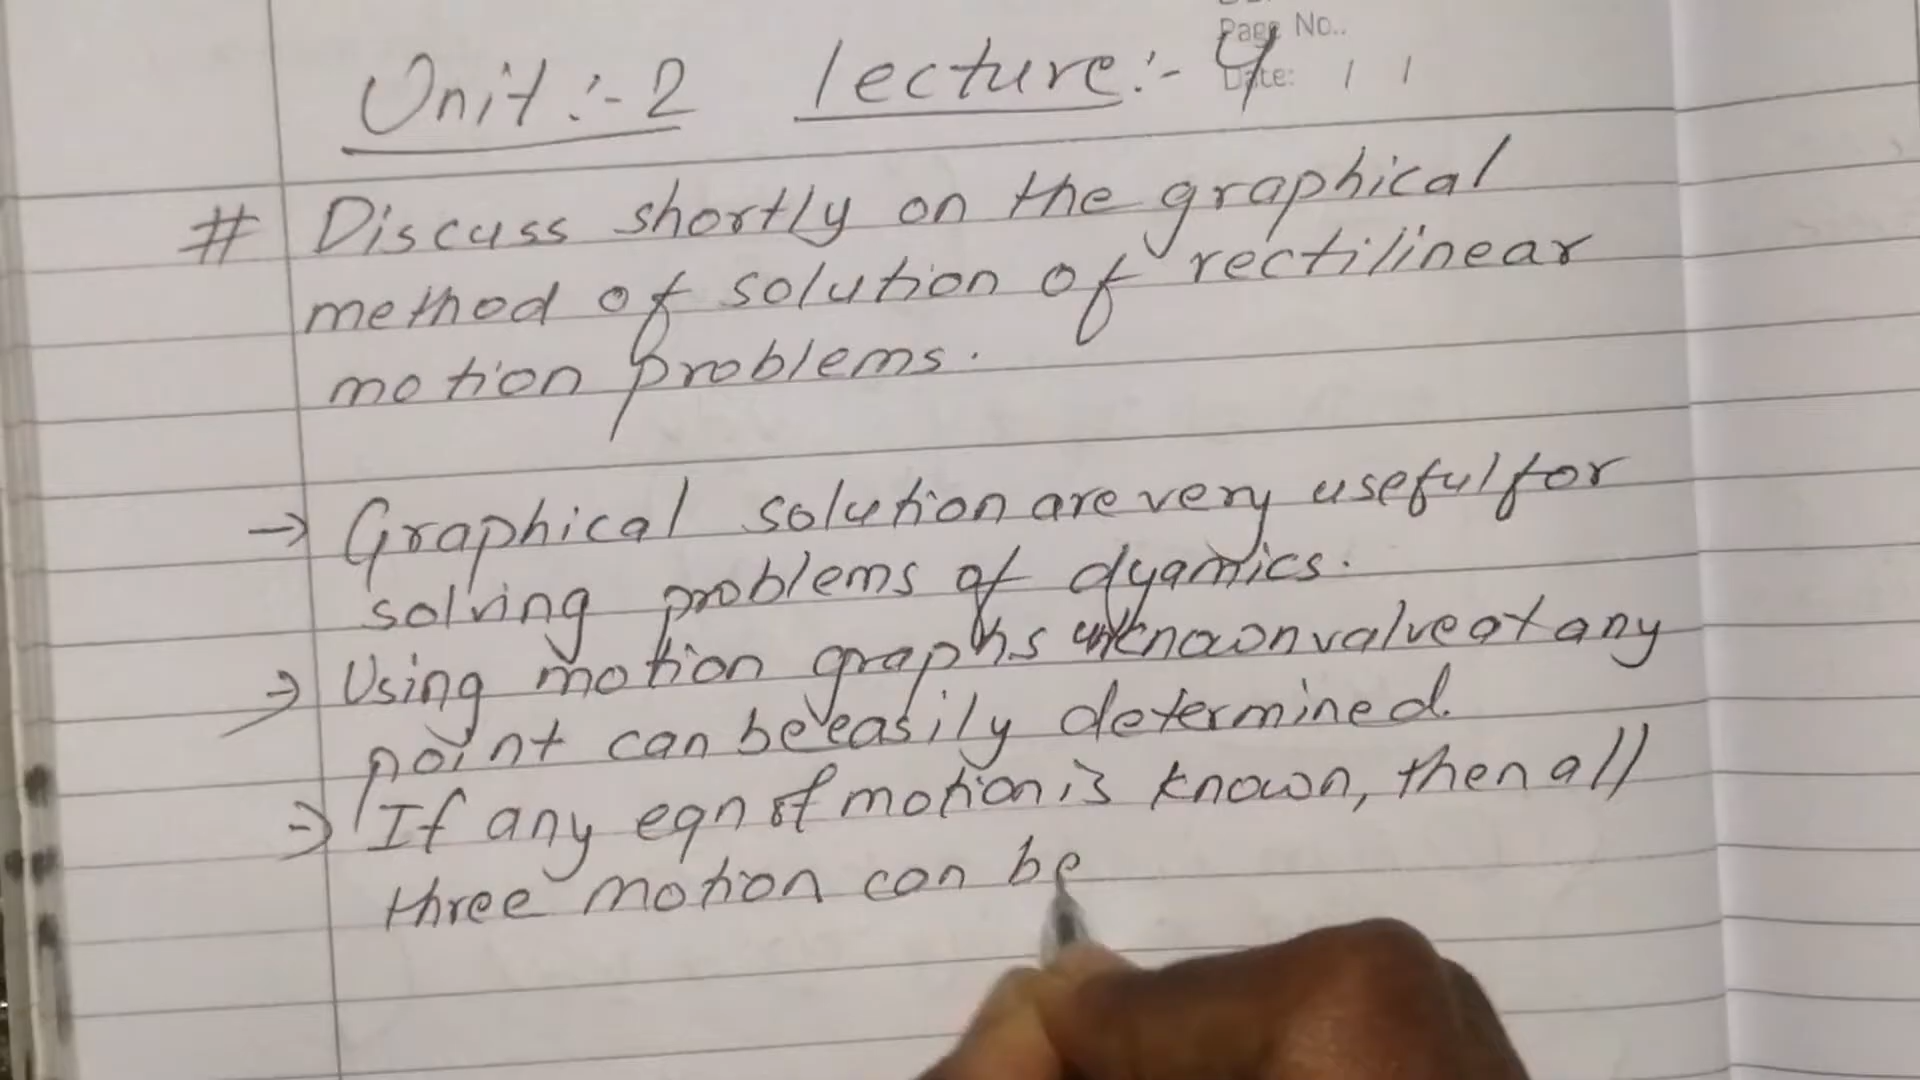 Page No..
Date: / /
Unit :- 2 lecture :- 4
# Discuss shortly on the graphical
method of solution of rectilinear
motion problems.
→ Graphical solution are very useful for
solving problems of dyamics.
→ Using motion graphs unknown valve at any
point can be easily determined.
→ If any eqn of motion is known, then all
three motion can be